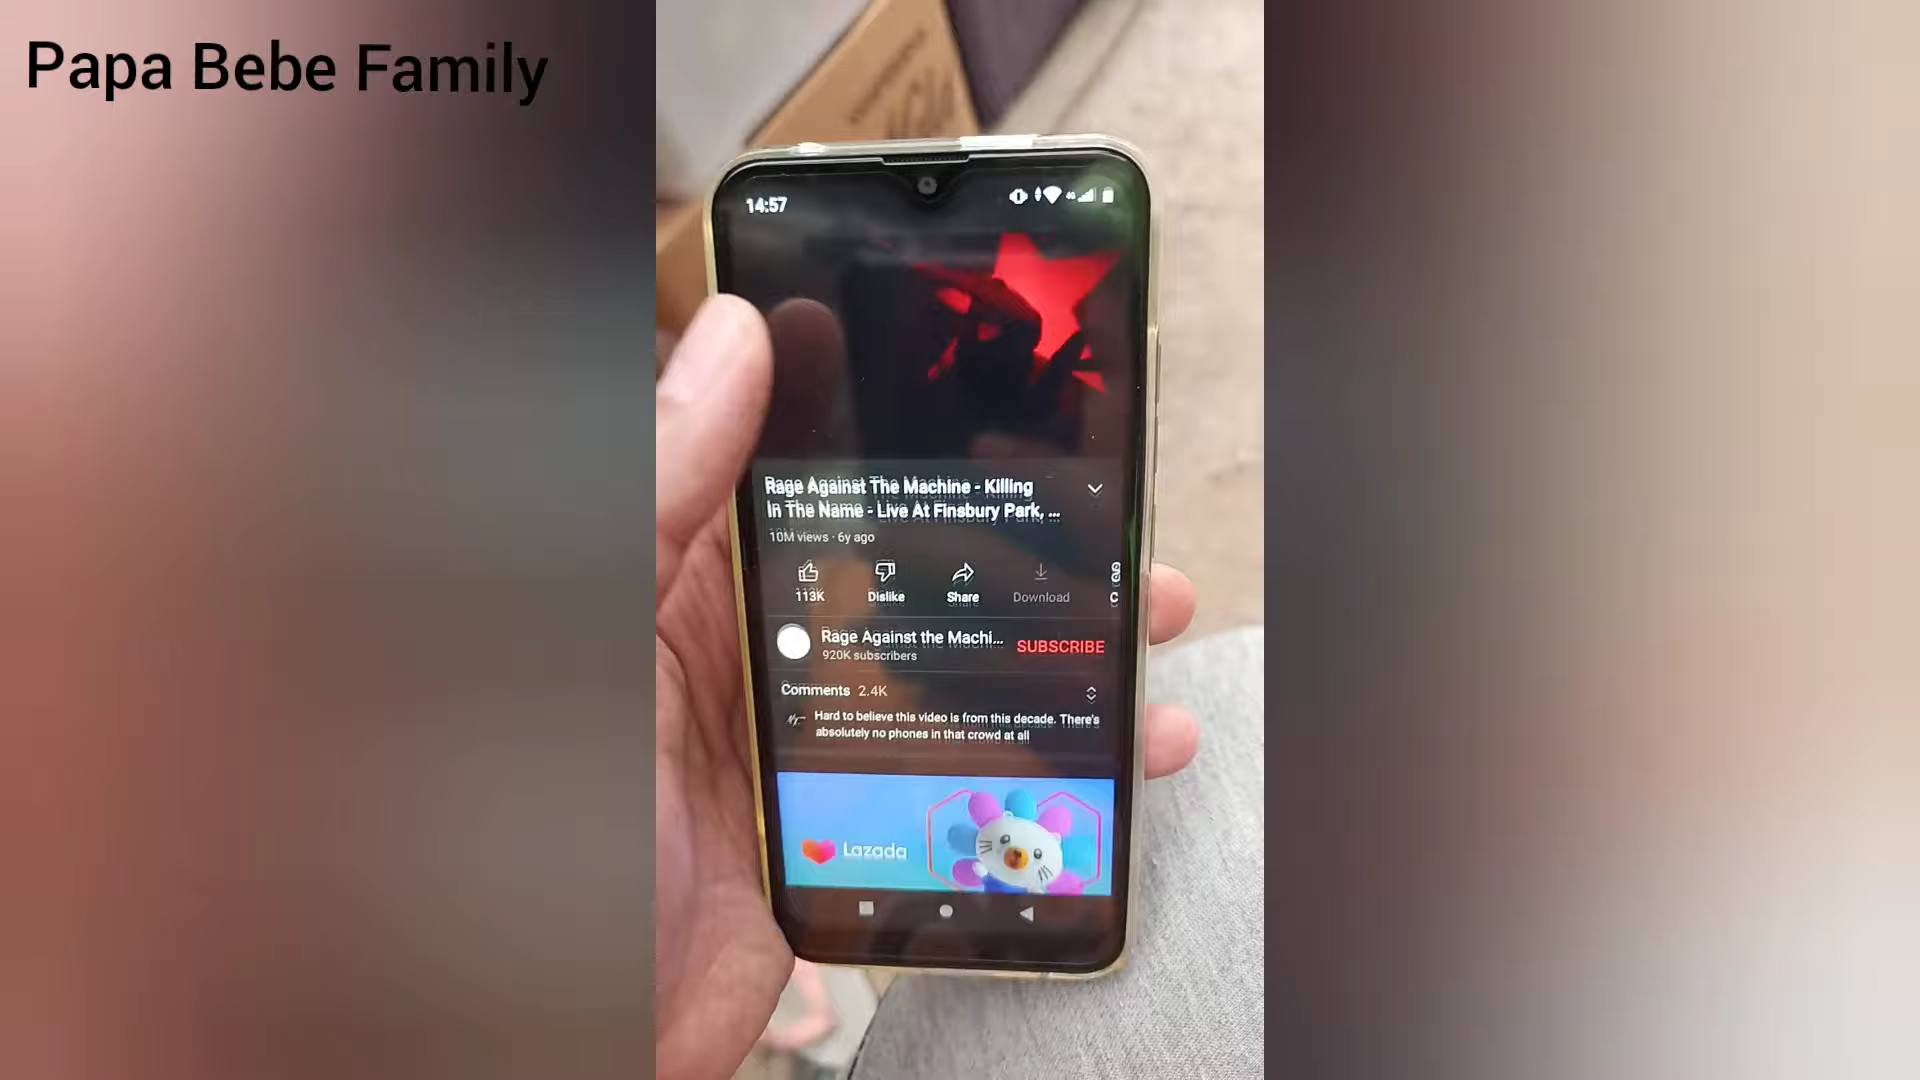 Papa Bebe Family
14:57
4G
Rage Against The Machine - Killing
In The Name - Live At Finsbury Park, ...
10M views · 6y ago
113K
Dislike
Share
Download
C
Rage Against the Machi...
SUBSCRIBE
920K subscribers
Comments 2.4K
Hard to believe this video is from this decade. There's
absolutely no phones in that crowd at all
Lazada